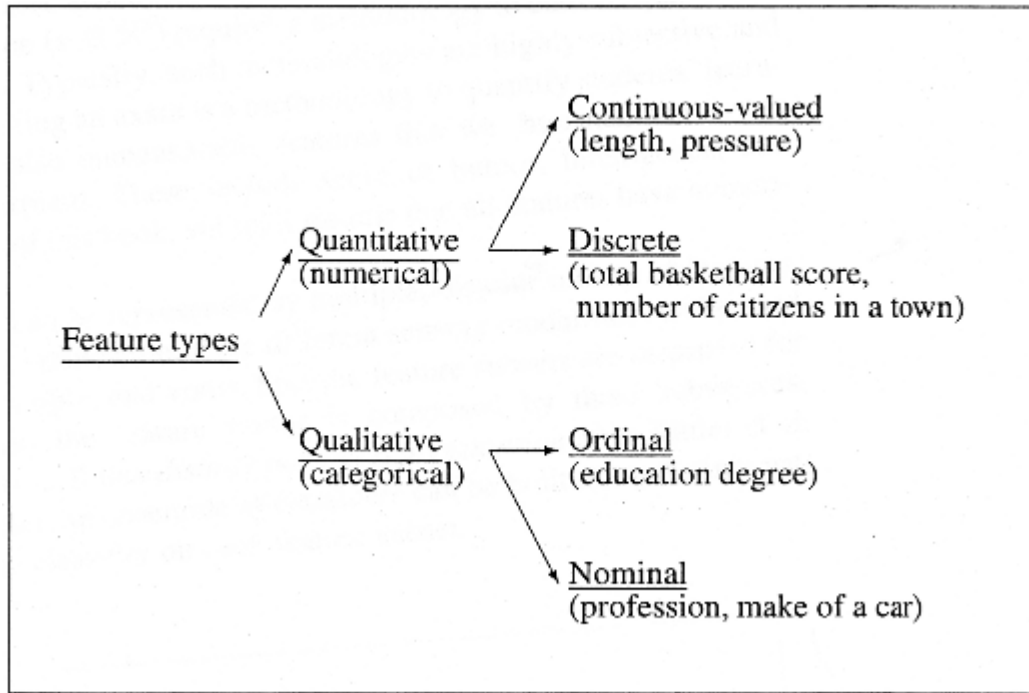 Feature types
Quantitative
(numerical)
Qualitative
(categorical)
Continuous-valued
(length, pressure)
Discrete
(total basketball score,
number of citizens in a town)
Ordinal
(education degree)
Nominal
(profession, make of a car)